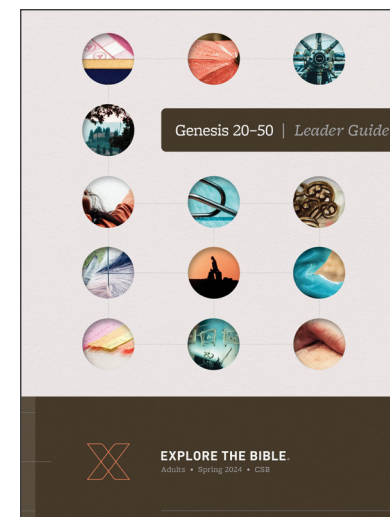 Genesis 20–50 | Leader Guide
EXPLORE THE BIBLE.
Adults • Spring 2024 • CSB